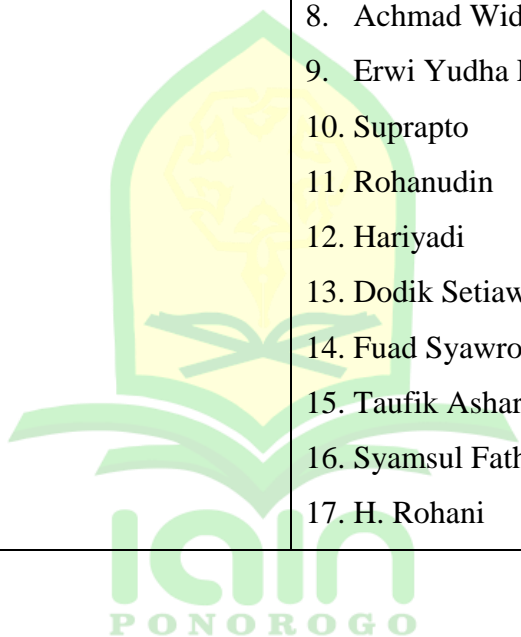 8. Achmad
9. Erwi Yudha
10. Suprapto
11. Rohanudin
12. Hariyadi
13. Dodik
14. Fuad
15. Taufik
16. Syamsul
17. H. Rohani
iain
PONOROGO